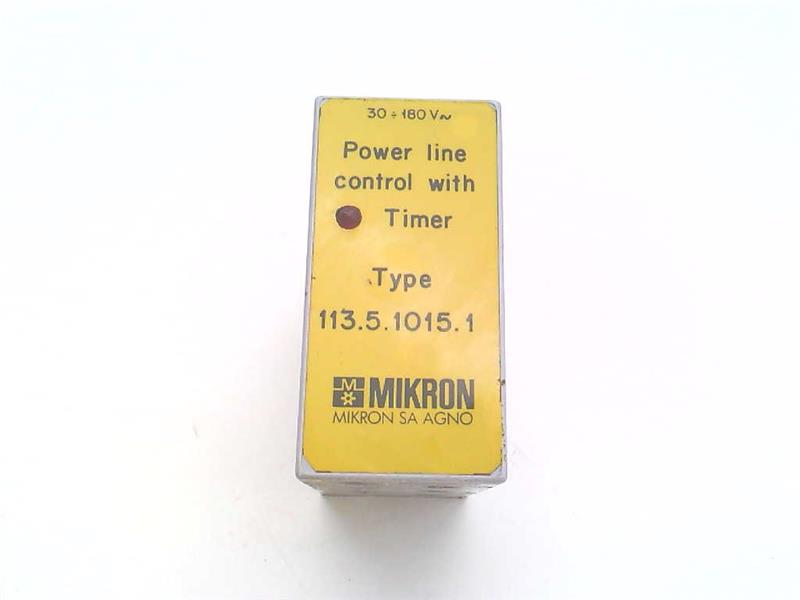 30 ÷ 180 V~
Power line
control with
Timer
Type
113.5.1015.1
M MIKRON
MIKRON SA AGNO